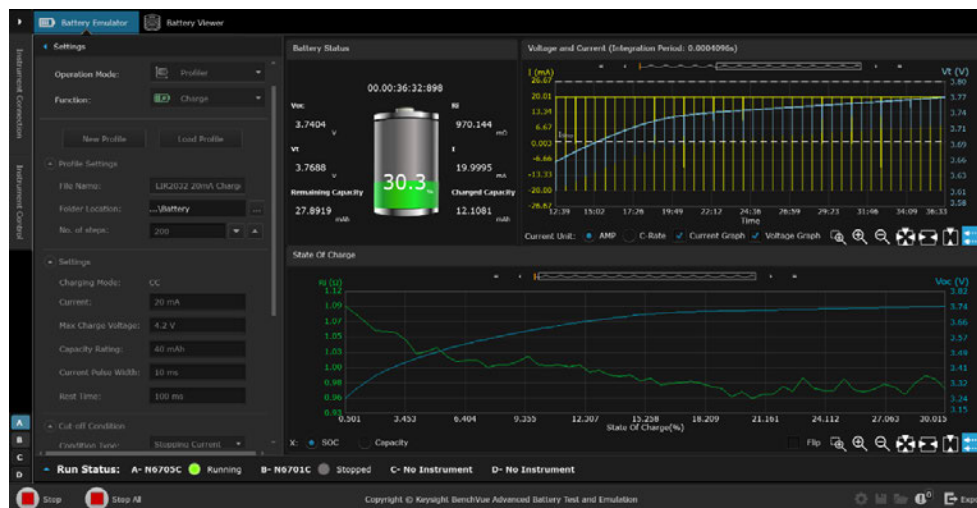 Battery Emulator
Battery Viewer
Instrument Connection
Instrument Control
Settings
Operation Mode: Profiler
Function: Charge
New Profile Load Profile
Profile Settings
File Name: LIR2032 20mA Charg
Folder Location: ...\Battery ...
No. of steps: 200
Settings
Charging Mode: CC
Current: 20 mA
Max Charge Voltage: 4.2 V
Capacity Rating: 40 mAh
Current Pulse Width: 10 ms
Rest Time: 100 ms
Cut-off Condition
Condition Type: Stopping Current
Battery Status
00.00:36:32:898
Voc
3.7404 V
Vt
3.7688 V
Remaining Capacity
27.8919 mAh
30.3 %
Ri
970.144 mΩ
I
19.9995 mA
Charged Capacity
12.1081 mAh
Voltage and Current (Integration Period: 0.0004096s)
I (mA) Vt (V)
26.67 3.80
20.01 3.77
13.34 3.74
6.67 3.71
0.003 3.69
-6.66 3.66
-13.33 3.63
-20.00 3.61
-26.67 3.58
12:39 15:02 17:26 19:49 22:12 24:36 26:59 29:23 31:46 34:09 36:33
Time
Current Unit: AMP C-Rate Current Graph Voltage Graph
State Of Charge
Ri (Ω) Voc (V)
1.12 3.82
1.09 3.74
1.07 3.66
1.05 3.57
1.03 3.49
1.00 3.41
0.98 3.32
0.96 3.24
0.93 3.15
0.501 3.453 6.404 9.355 12.207 15.258 18.209 21.161 24.112 27.063 30.015
State Of Charge(%)
X: SOC Capacity Flip
A
B
C
D
Run Status: A- N6705C Running B- N6701C Stopped C- No Instrument D- No Instrument
Stop Stop All Copyright © Keysight BenchVue Advanced Battery Test and Emulation Expo